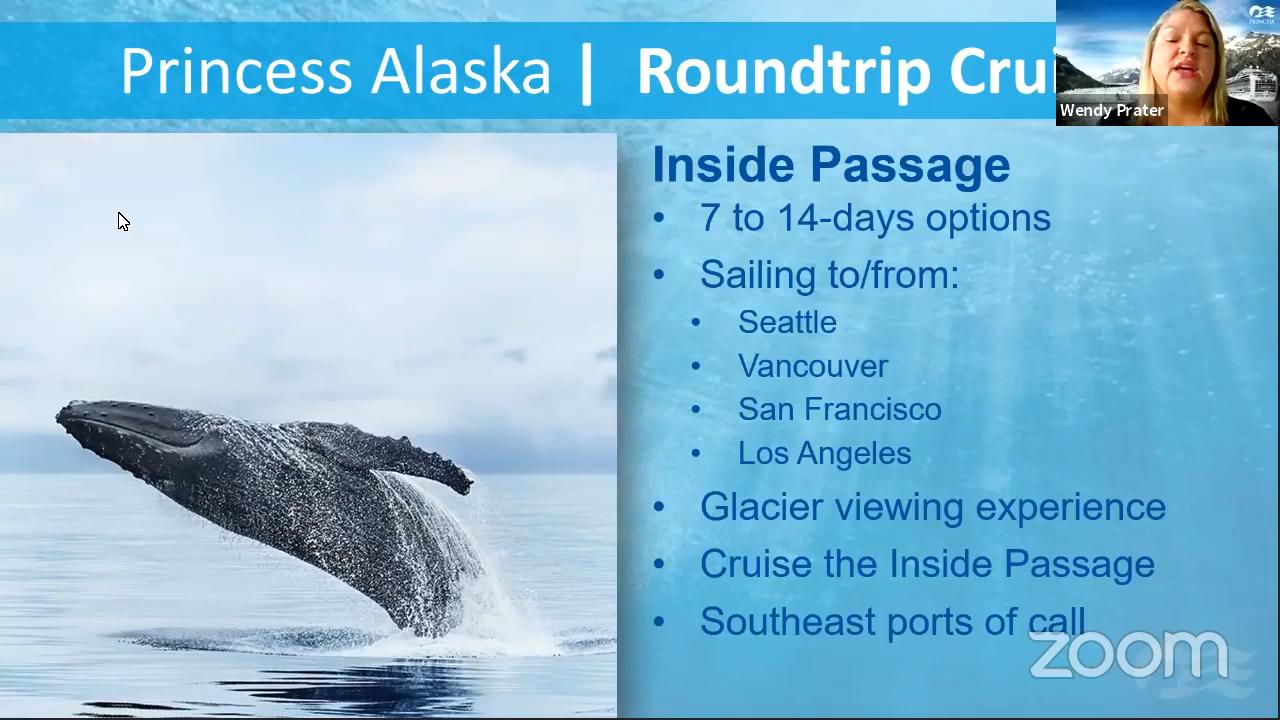 Princess Alaska | Roundtrip Cru
PRINCESS
Wendy Prater
Inside Passage
• 7 to 14-days options
• Sailing to/from:
• Seattle
• Vancouver
• San Francisco
• Los Angeles
• Glacier viewing experience
• Cruise the Inside Passage
• Southeast ports of call
zoom